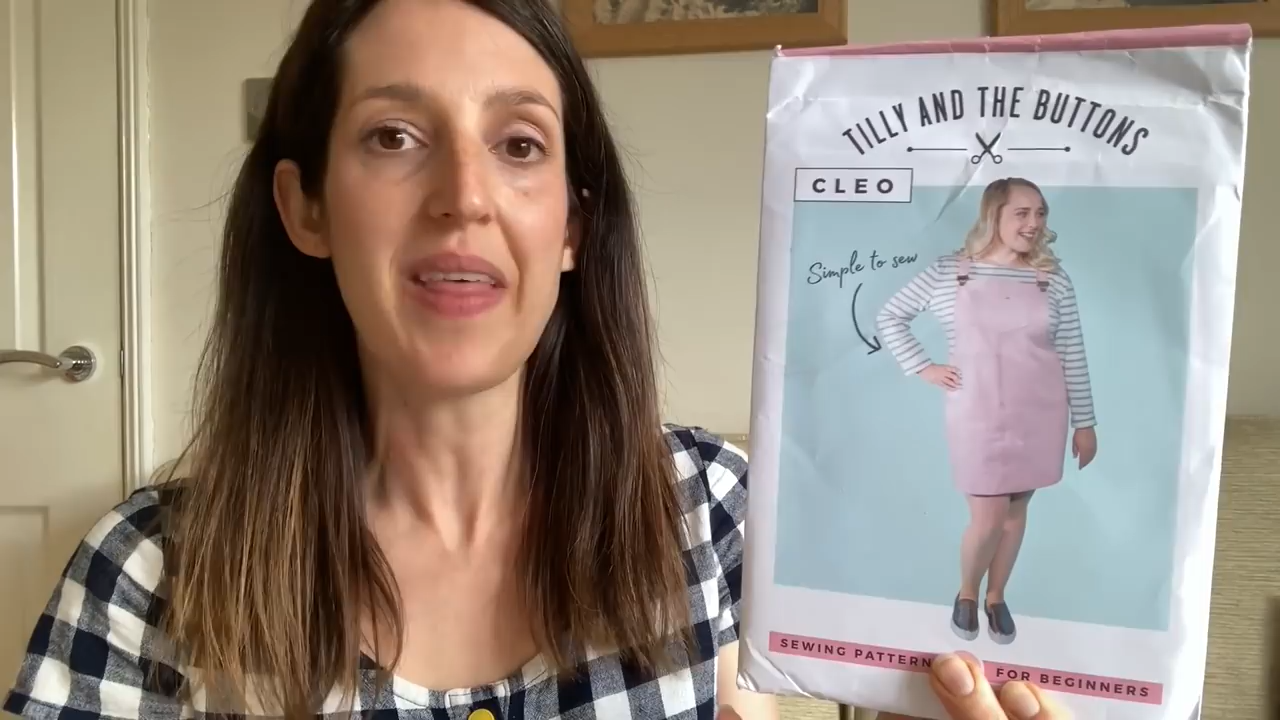 TILLY AND THE BUTTONS
CLEO
Simple to sew
SEWING PATTERN FOR BEGINNERS